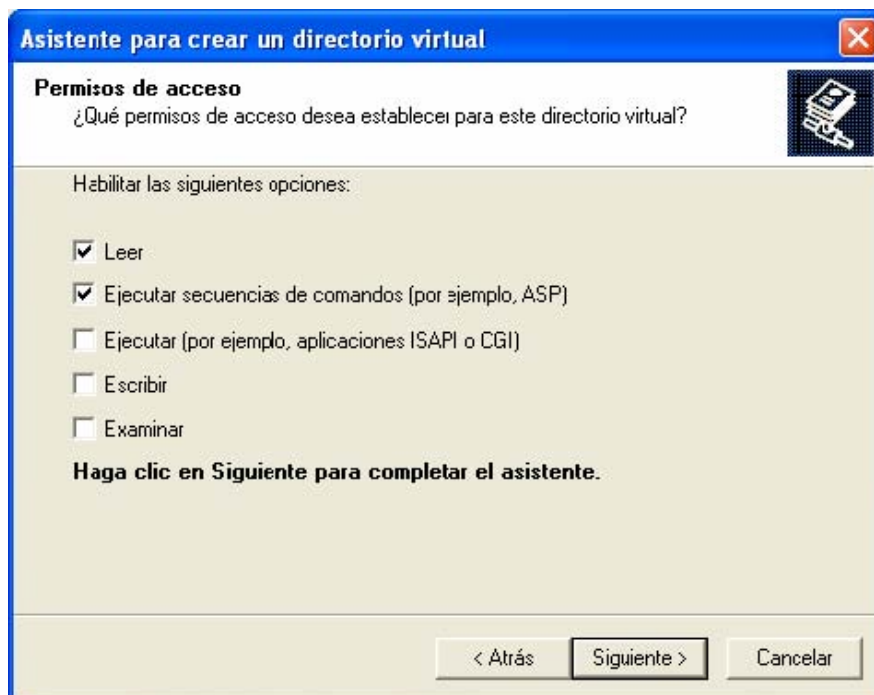 Asistente para crear un directorio virtual
Permisos de acceso
¿Qué permisos de acceso desea establecer para este directorio virtual?
Habilitar las siguientes opciones:
Leer
Ejecutar secuencias de comandos (por ejemplo, ASP)
Ejecutar (por ejemplo, aplicaciones ISAPI o CGI)
Escribir
Examinar
Haga clic en Siguiente para completar el asistente.
< Atrás
Siguiente >
Cancelar